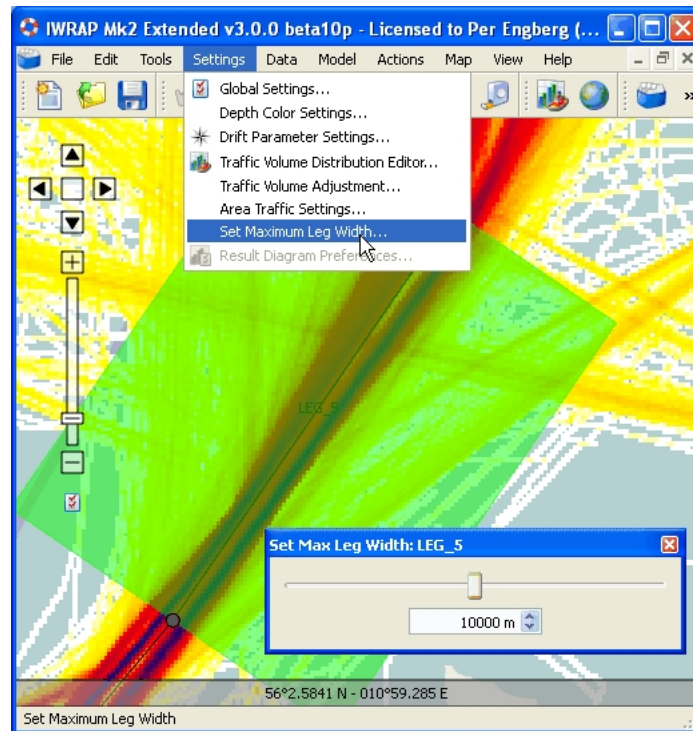 IWRAP Mk2 Extended v3.0.0 beta10p - Licensed to Per Engberg (...
File Edit Tools Settings Data Model Actions Map View Help
Global Settings...
Depth Color Settings...
Drift Parameter Settings...
Traffic Volume Distribution Editor...
Traffic Volume Adjustment...
Area Traffic Settings...
Set Maximum Leg Width...
Result Diagram Preferences...
LEG_5
Set Max Leg Width: LEG_5
10000 m
56°2.5841 N - 010°59.285 E
Set Maximum Leg Width